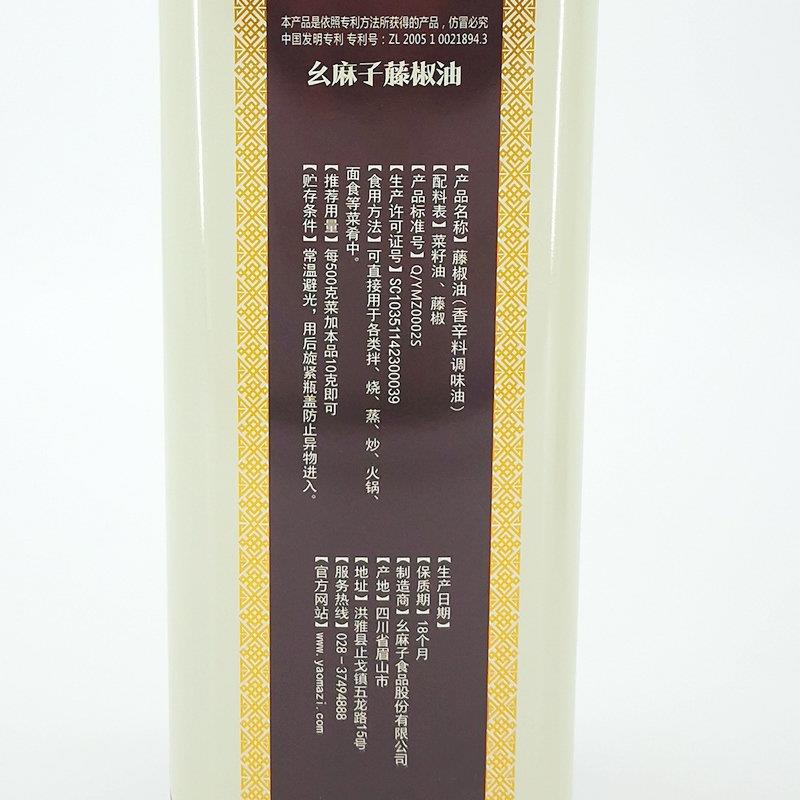 本产品是依照专利方法所获得的产品，仿冒必究
中国发明专利 专利号：ZL 2005 1 0021894.3
幺麻子藤椒油
【产品名称】藤椒油（香辛料调味油）
【配料表】菜籽油、藤椒
【产品标准号】Q/YMZ0002S
【生产许可证号】SC10351142300039
【食用方法】可直接用于各类拌、烧、蒸、炒、火锅、
面食等菜肴中。
【推荐用量】每500克菜加本品10克即可
【贮存条件】常温避光，用后旋紧瓶盖防止异物进入。
【生产日期】
【保质期】18个月
【制造商】幺麻子食品股份有限公司
【产地】四川省眉山市
【地址】洪雅县止戈镇五龙路15号
【服务热线】028-37494888
【官方网站】www.yaomazi.com